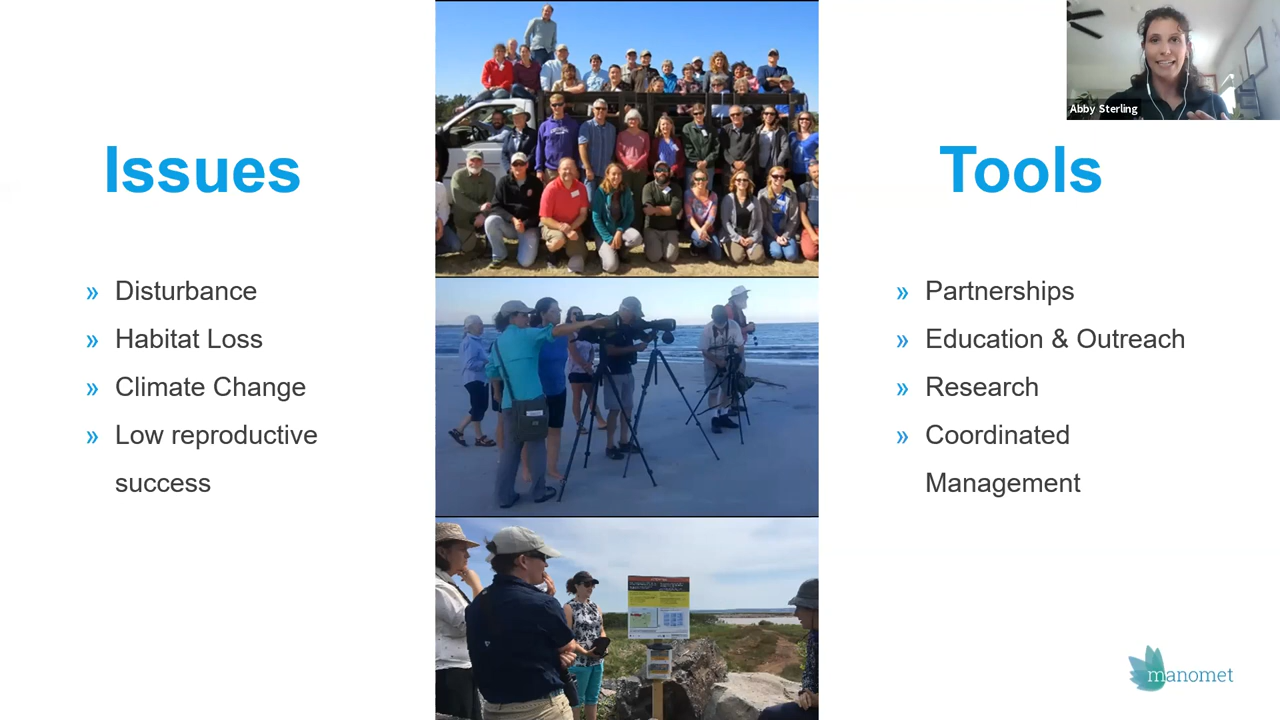 Abby Sterling
Issues
» Disturbance
» Habitat Loss
» Climate Change
» Low reproductive
success
Tools
» Partnerships
» Education & Outreach
» Research
» Coordinated
Management
manomet